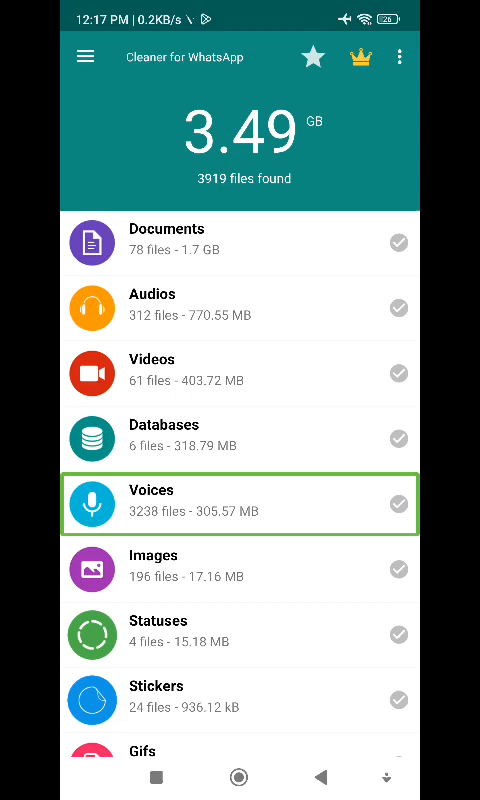 12:17 PM | 0.2KB/s
26
Cleaner for WhatsApp
3.49 GB
3919 files found
Documents
78 files - 1.7 GB
Audios
312 files - 770.55 MB
Videos
61 files - 403.72 MB
Databases
6 files - 318.79 MB
Voices
3238 files - 305.57 MB
Images
196 files - 17.16 MB
Statuses
4 files - 15.18 MB
Stickers
24 files - 936.12 kB
Gifs